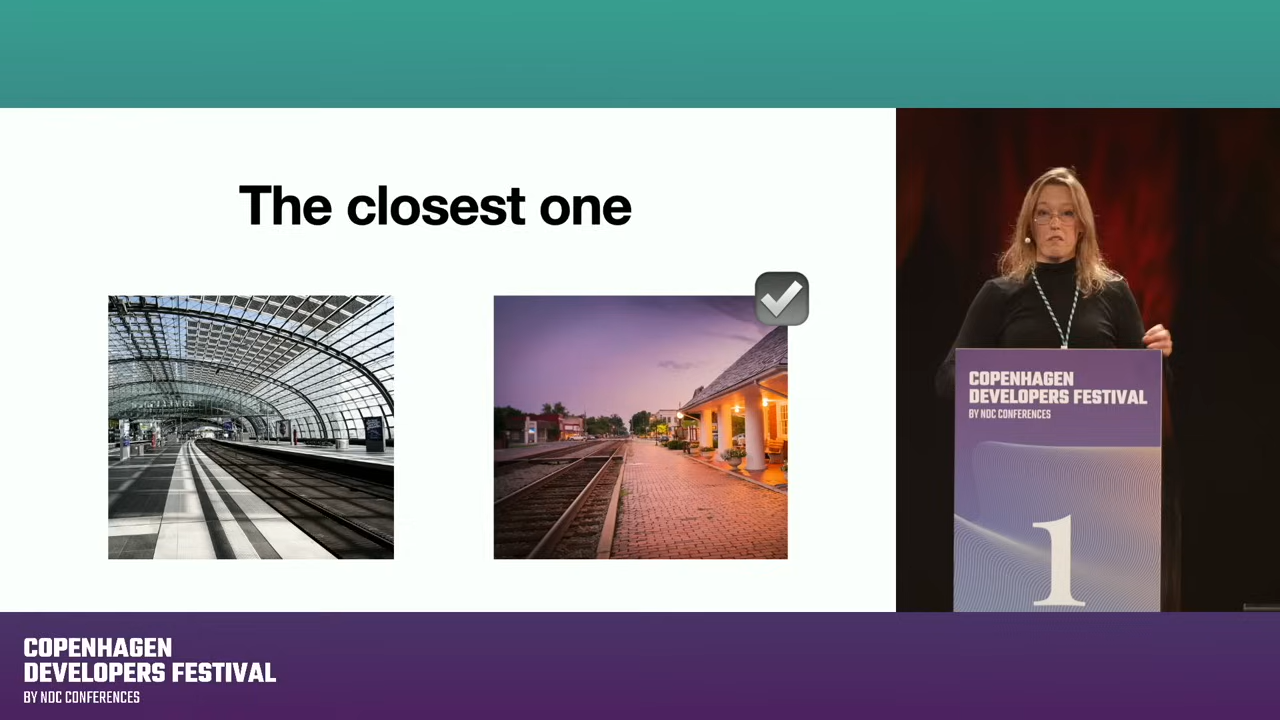 The closest one
COPENHAGEN
DEVELOPERS FESTIVAL
BY NDC CONFERENCES
1
COPENHAGEN
DEVELOPERS FESTIVAL
BY NDC CONFERENCES